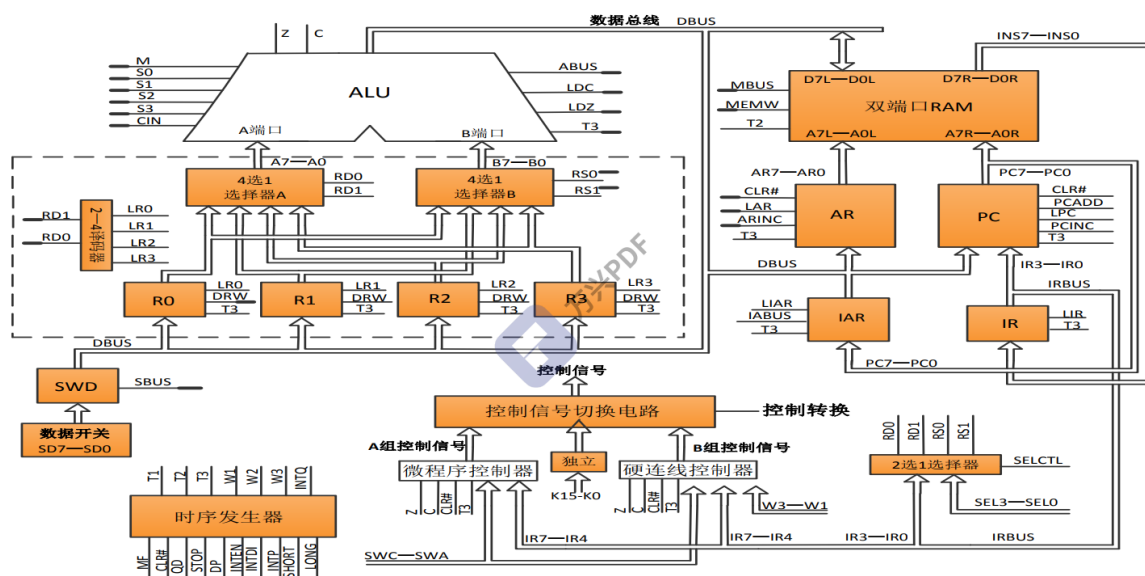 Z
C
数据总线 DBUS
INS7—INS0
M
S0
S1
S2
S3
CIN
ALU
A端口
B端口
ABUS
LDC
LDZ
T3
D7L—D0L
D7R—D0R
双端口RAM
A7L—A0L
A7R—A0R
MBUS
MEMW
T2
A7—A0
B7—B0
4选1
选择器A
RD0
RD1
4选1
选择器B
RS0
RS1
RD1
RD0
2—4译码器
LR0
LR1
LR2
LR3
R0
LR0
DRW
T3
R1
LR1
DRW
T3
R2
LR2
DRW
T3
R3
LR3
DRW
T3
AR7—AR0
PC7—PC0
CLR#
LAR
ARINC
T3
AR
PC
CLR#
PCADD
LPC
PCINC
T3
DBUS
IR3—IR0
IRBUS
LIAR
IABUS
T3
IAR
IR
LIR
T3
PC7—PC0
万兴PDF
DBUS
SWD
SBUS
数据开关
SD7—SD0
控制信号
控制信号切换电路
控制转换
A组控制信号
B组控制信号
微程序控制器
独立
硬连线控制器
K15-K0
Z
C
CLR#
T3
Z
C
CLR#
T3
W3—W1
RD0
RD1
RS0
RS1
2选1选择器
SELCTL
SEL3—SEL0
IR7—IR4
IR7—IR4
IR3—IR0
IRBUS
SWC—SWA
T1
T2
T3
W1
W2
W3
INTQ
时序发生器
MF
CLR#
QD
STOP
DP
INTEN
INTDI
INTP
SHORT
LONG